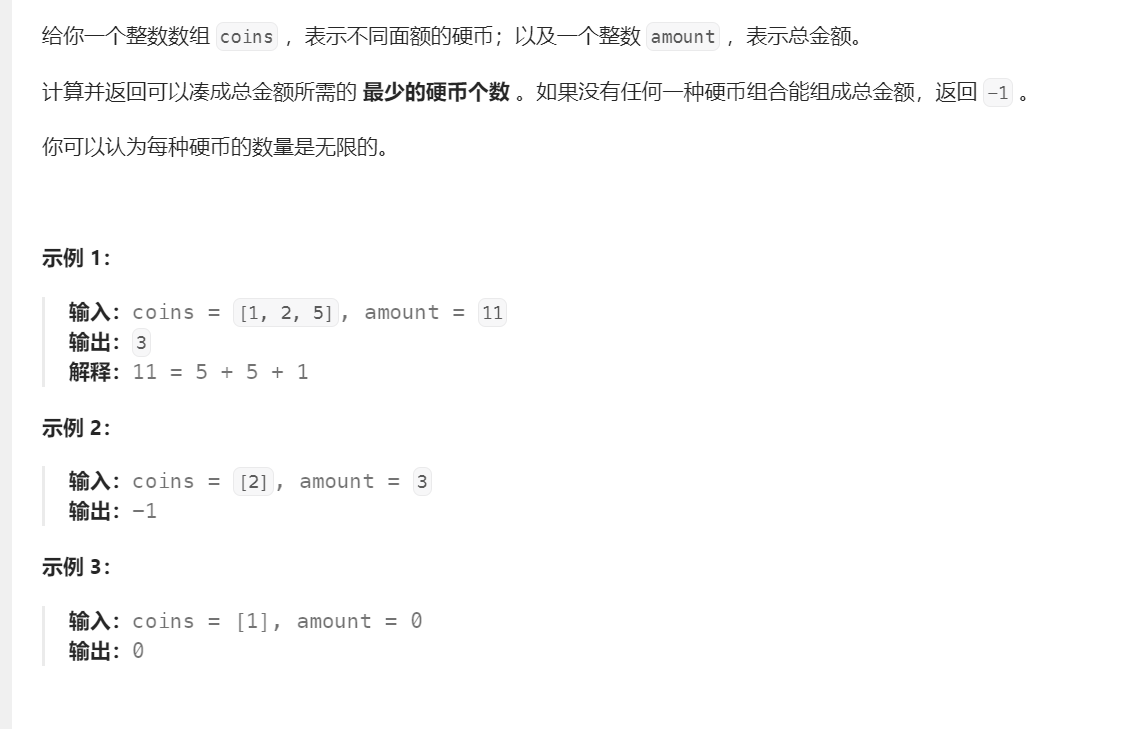 给你一个整数数组 coins ，表示不同面额的硬币；以及一个整数 amount ，表示总金额。
计算并返回可以凑成总金额所需的 最少的硬币个数 。如果没有任何一种硬币组合能组成总金额，返回 -1 。
你可以认为每种硬币的数量是无限的。
示例 1：
输入：coins = [1, 2, 5], amount = 11
输出：3
解释：11 = 5 + 5 + 1
示例 2：
输入：coins = [2], amount = 3
输出：-1
示例 3：
输入：coins = [1], amount = 0
输出：0